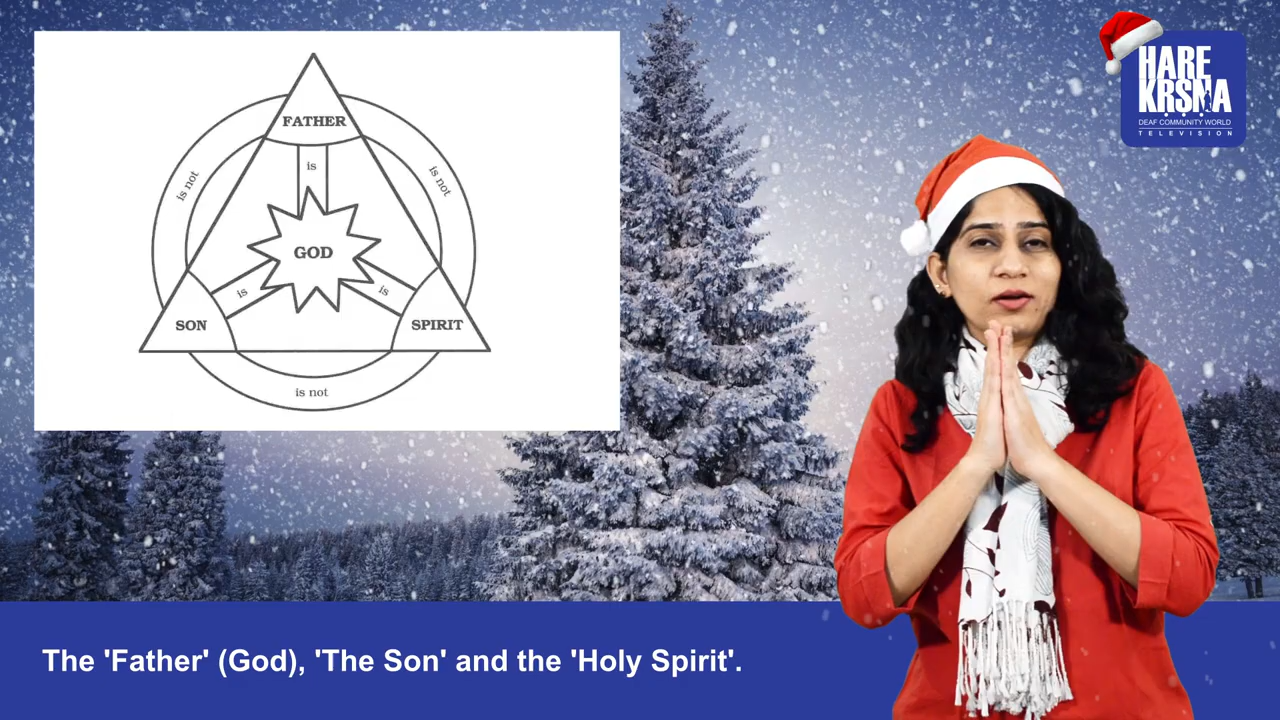 FATHER
is not
is
is not
GOD
is
is
SON
SPIRIT
is not
HARE
KRSNA
DEAF COMMUNITY WORLD
TELEVISION
The 'Father' (God), 'The Son' and the 'Holy Spirit'.